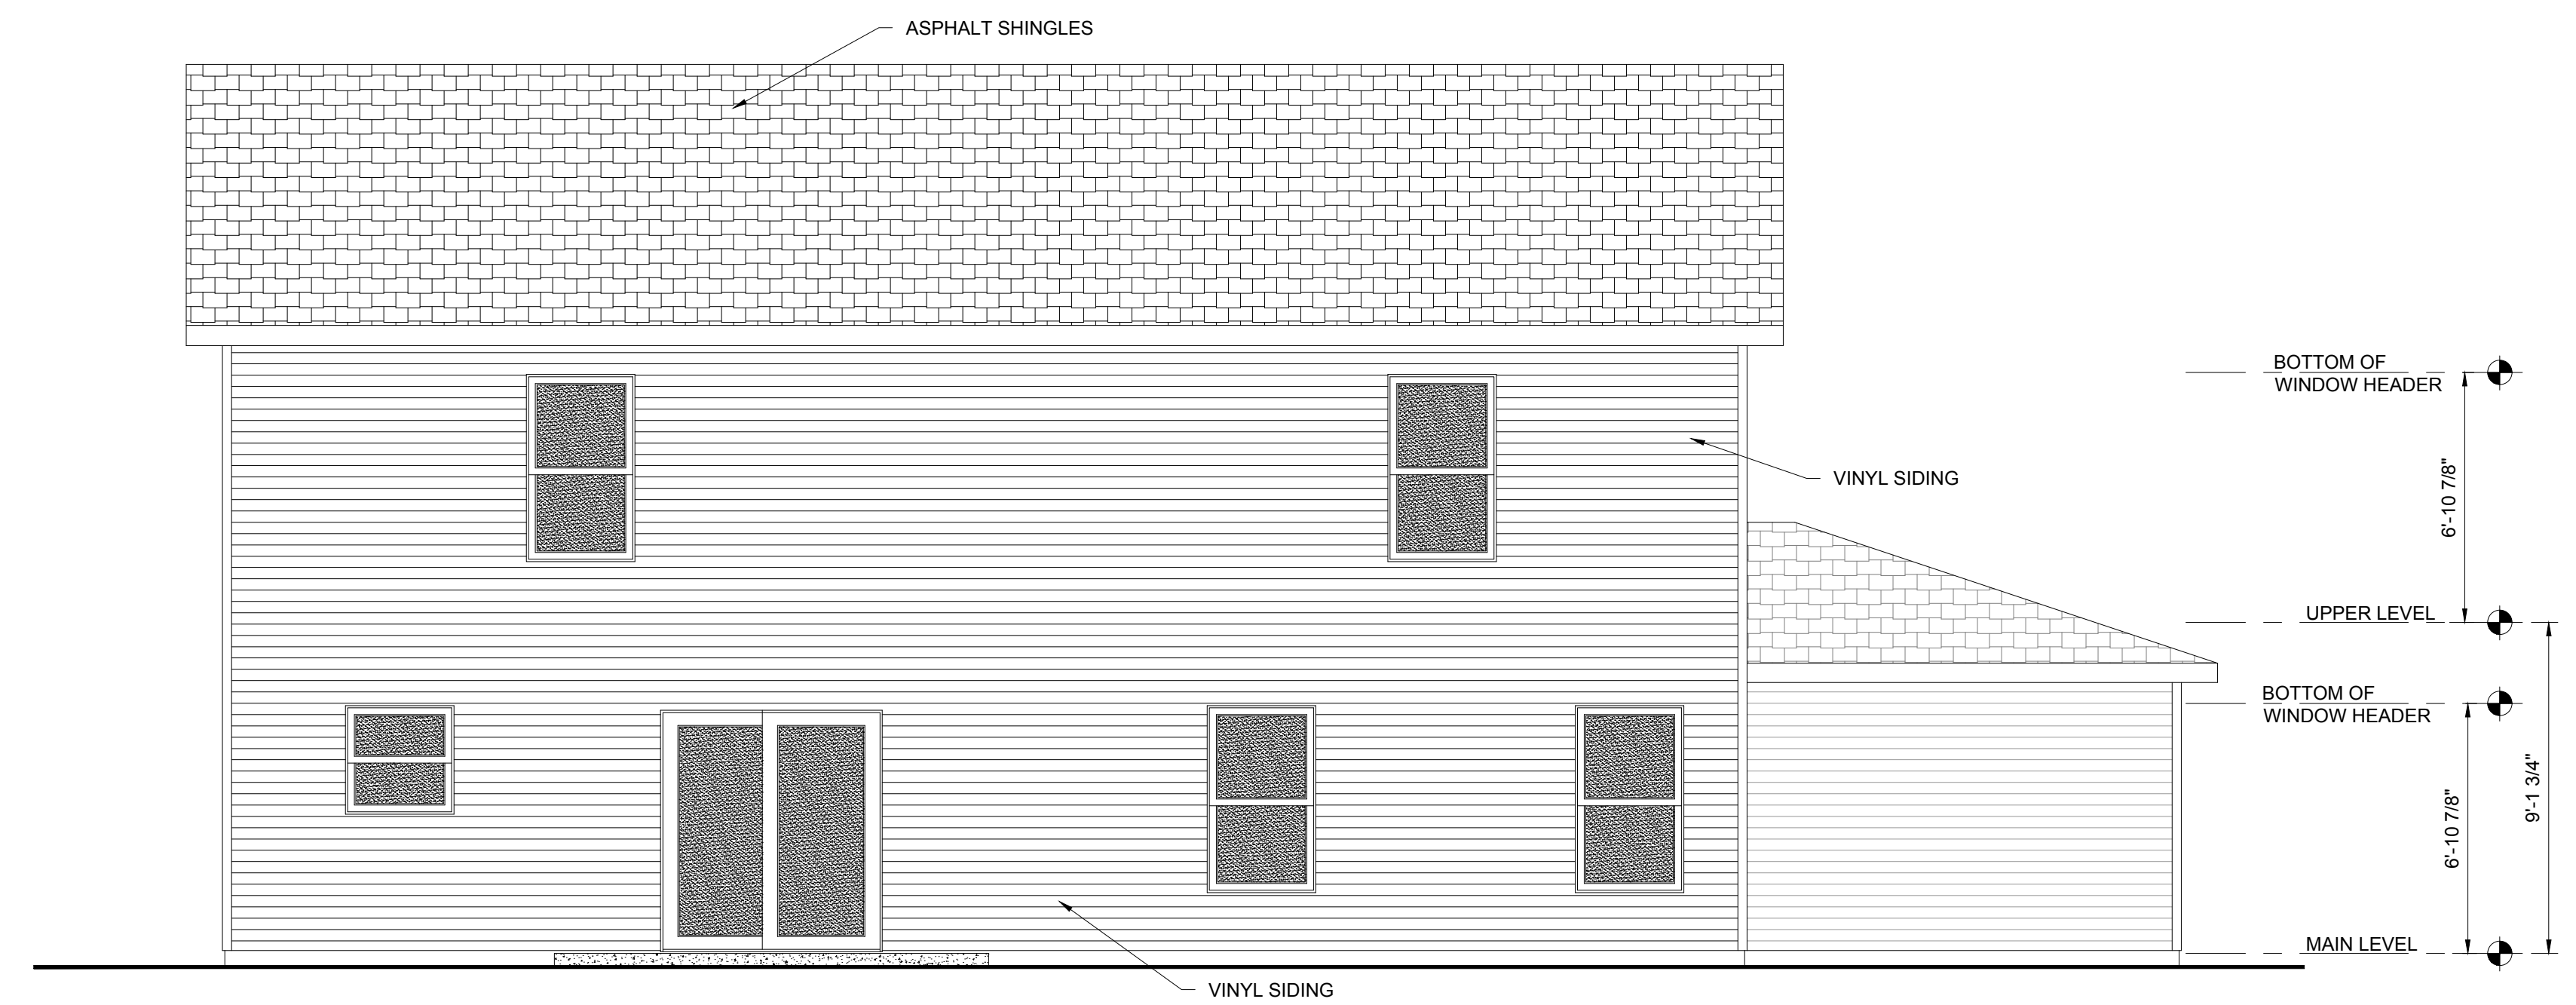 ASPHALT SHINGLES
BOTTOM OF
WINDOW HEADER
VINYL SIDING
6'-10 7/8"
UPPER LEVEL
BOTTOM OF
WINDOW HEADER
6'-10 7/8"
9'-1 3/4"
MAIN LEVEL
VINYL SIDING